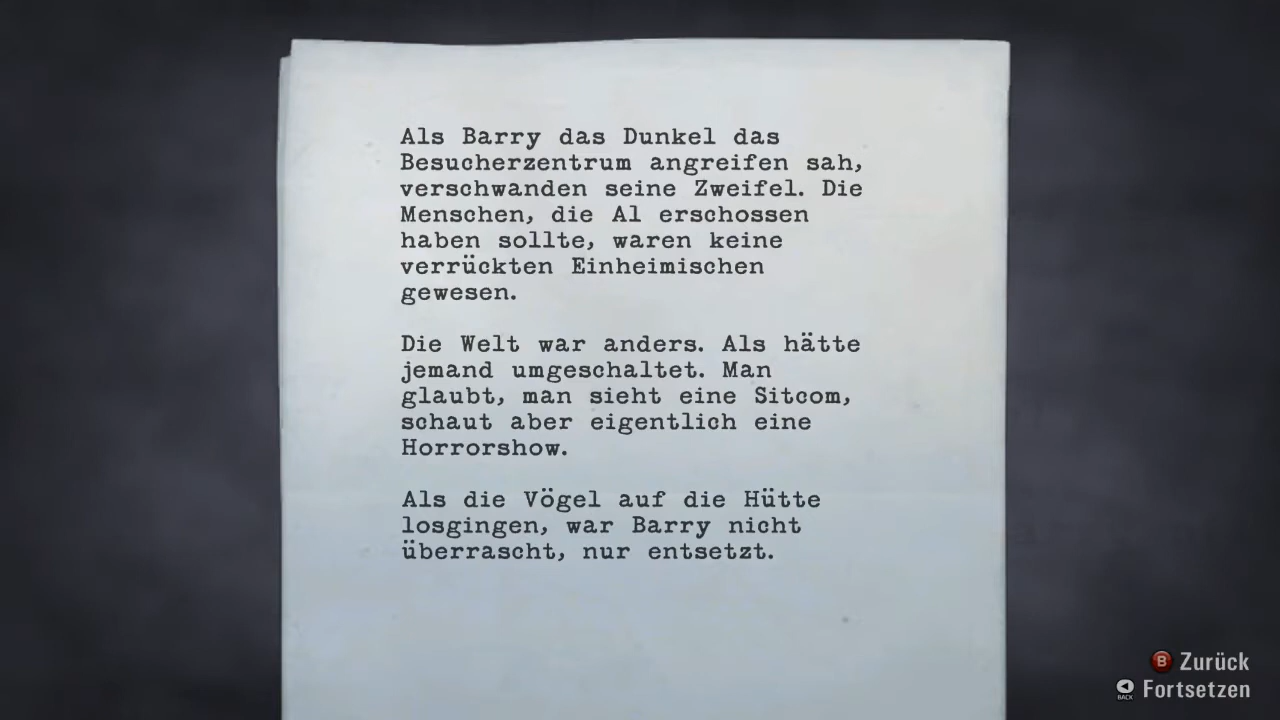 Als Barry das Dunkel das
Besucherzentrum angreifen sah,
verschwanden seine Zweifel. Die
Menschen, die Al erschossen
haben sollte, waren keine
verrückten Einheimischen
gewesen.
Die Welt war anders. Als hätte
jemand umgeschaltet. Man
glaubt, man sieht eine Sitcom,
schaut aber eigentlich eine
Horrorshow.
Als die Vögel auf die Hütte
losgingen, war Barry nicht
überrascht, nur entsetzt.
B Zurück
BACK Fortsetzen